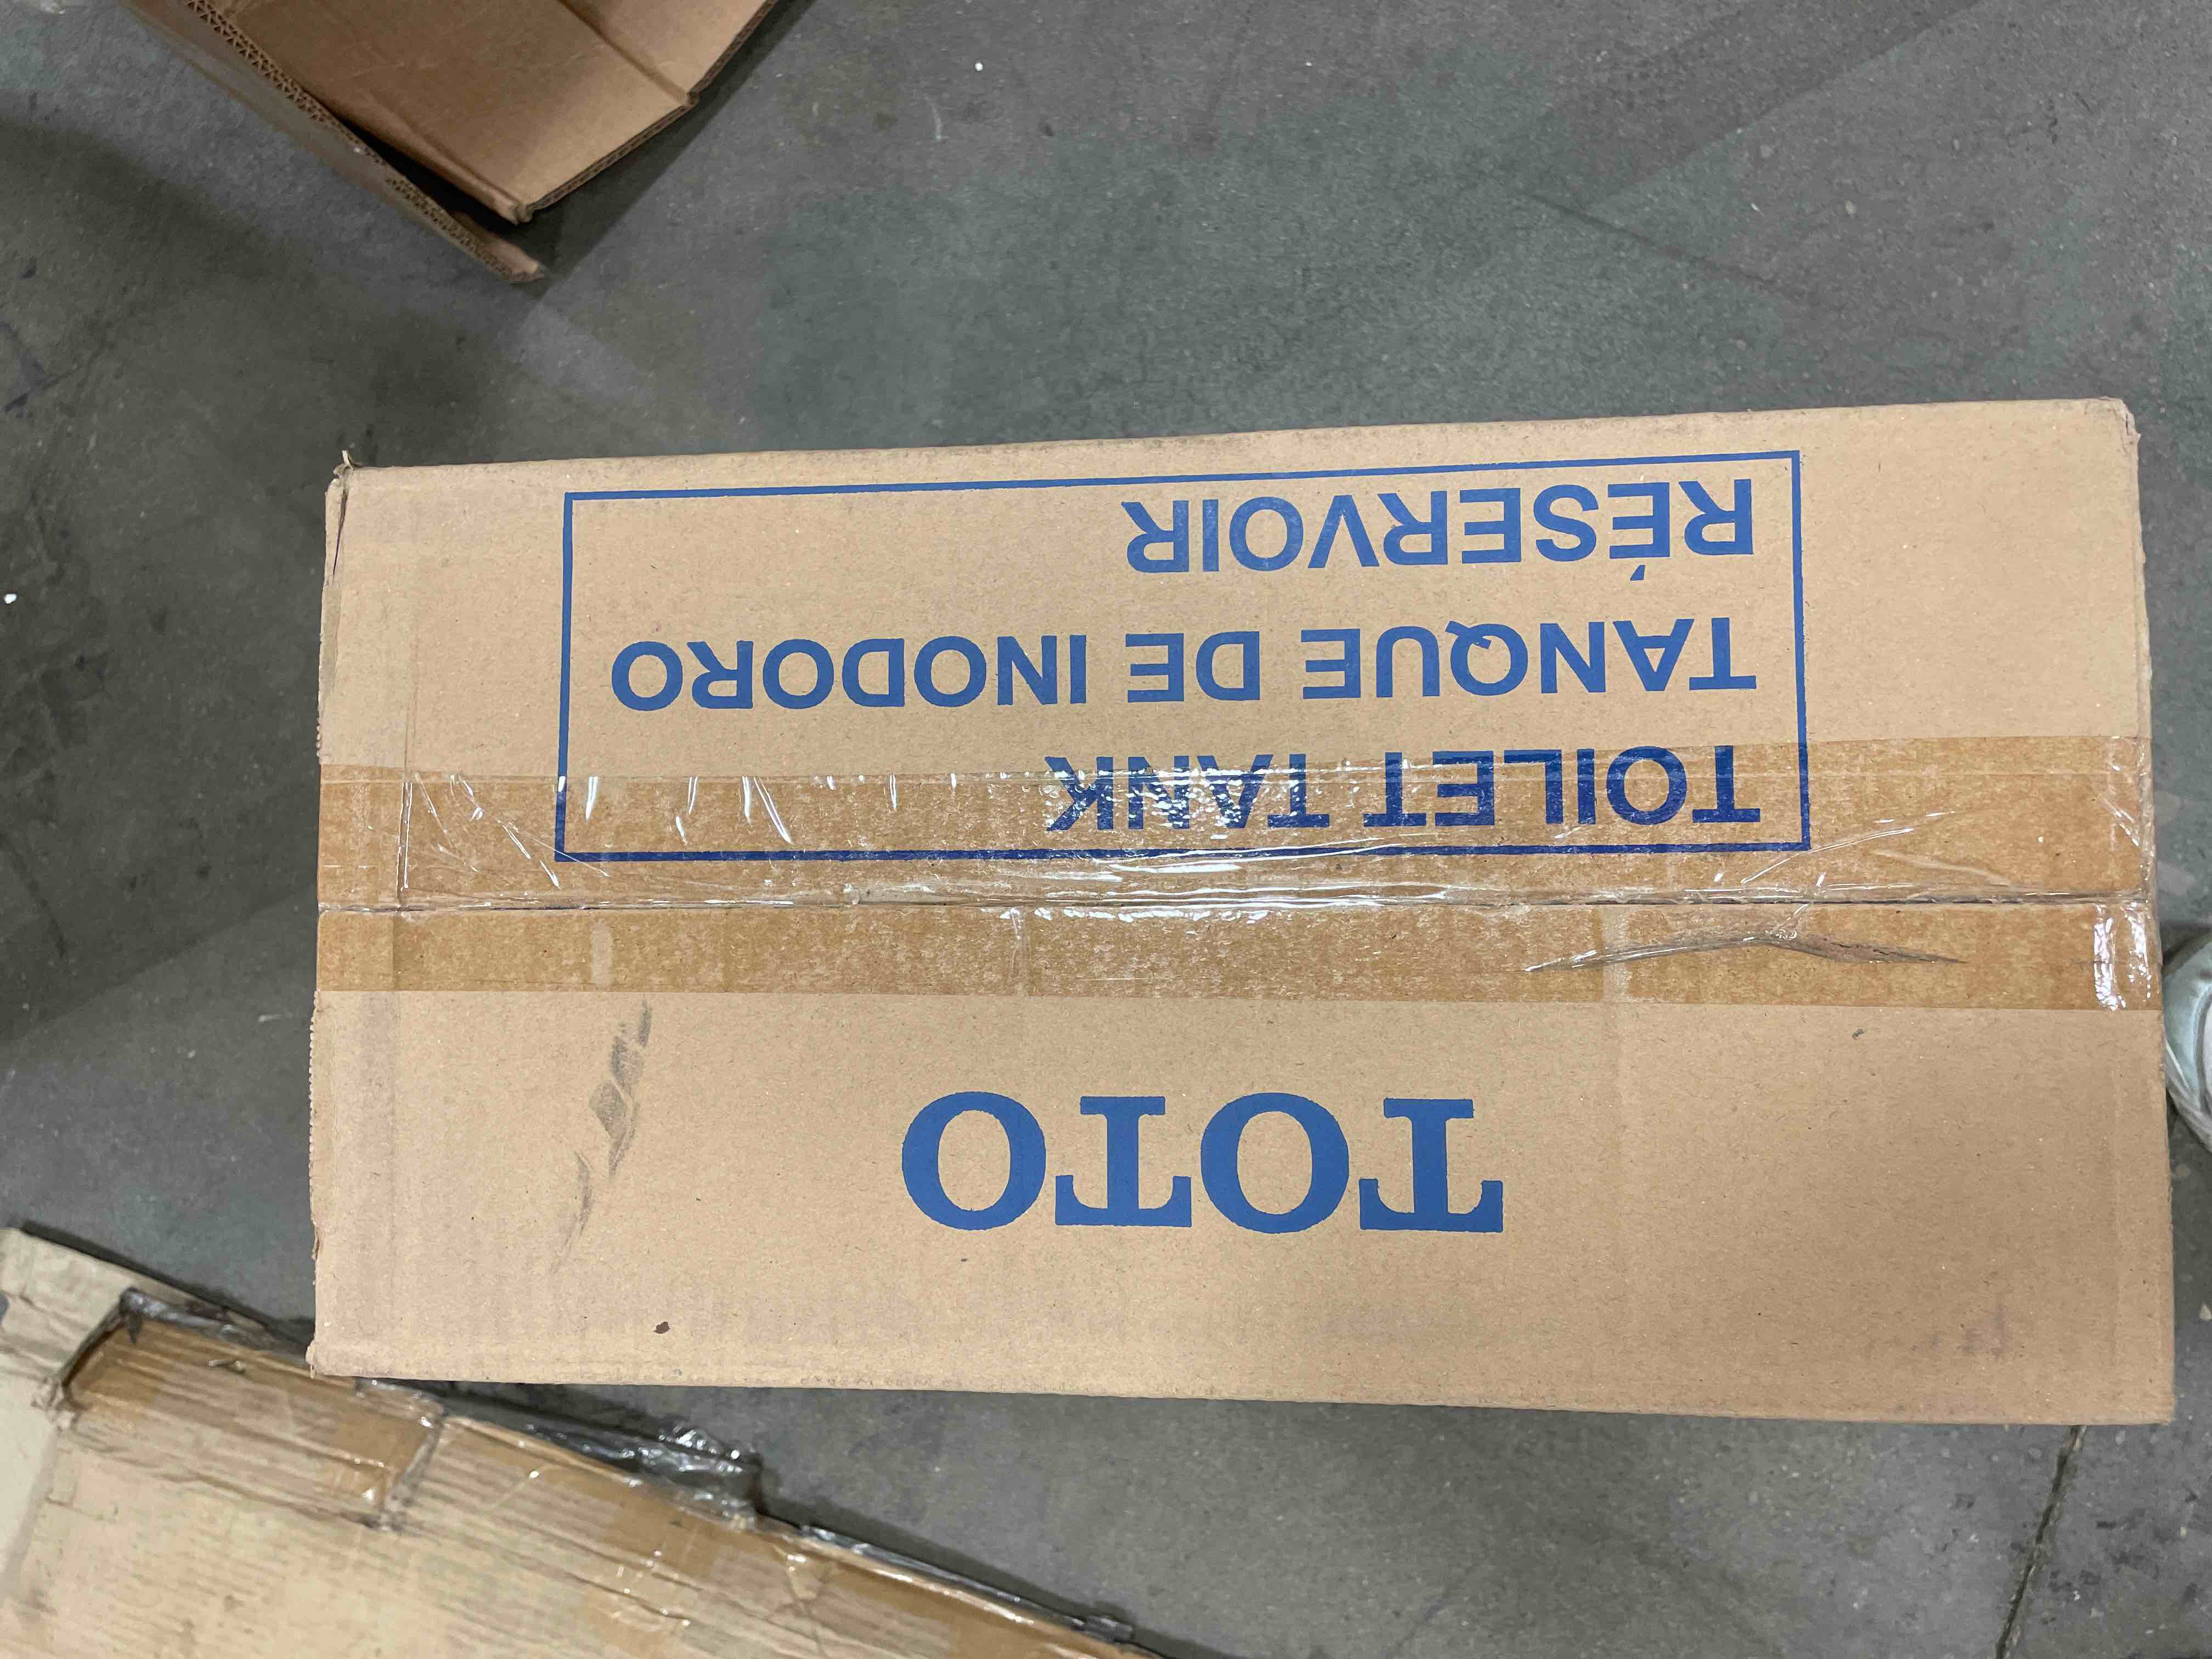 TOTO
TOILET TANK
TANQUE DE INODORO
RÉSERVOIR